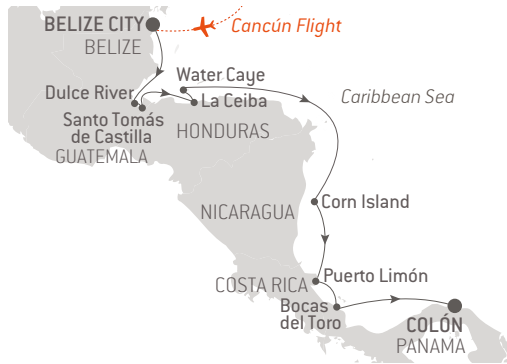 BELIZE CITY
Cancún Flight
BELIZE
Water Caye
Dulce River
La Ceiba
Caribbean Sea
Santo Tomás
de Castilla
HONDURAS
GUATEMALA
NICARAGUA
Corn Island
COSTA RICA
Puerto Limón
Bocas
del Toro
COLÓN
PANAMA